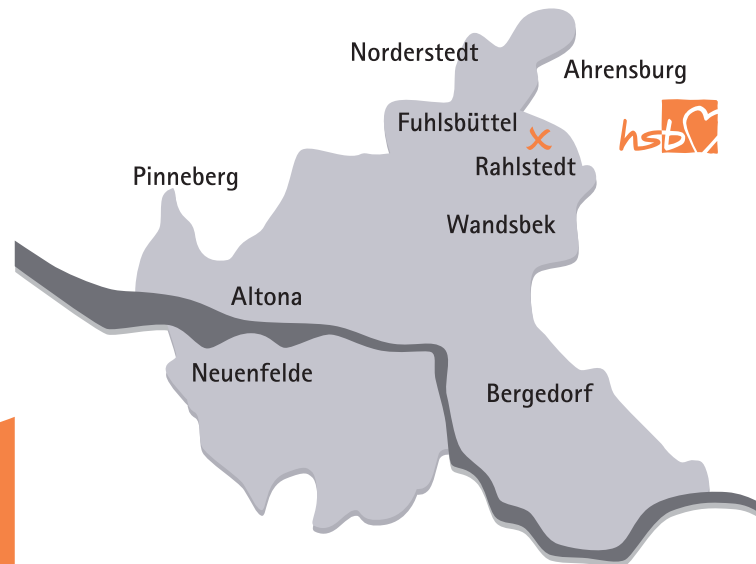 Norderstedt
Ahrensburg
Fuhlsbüttel
hsb
Rahlstedt
Pinneberg
Wandsbek
Altona
Neuenfelde
Bergedorf